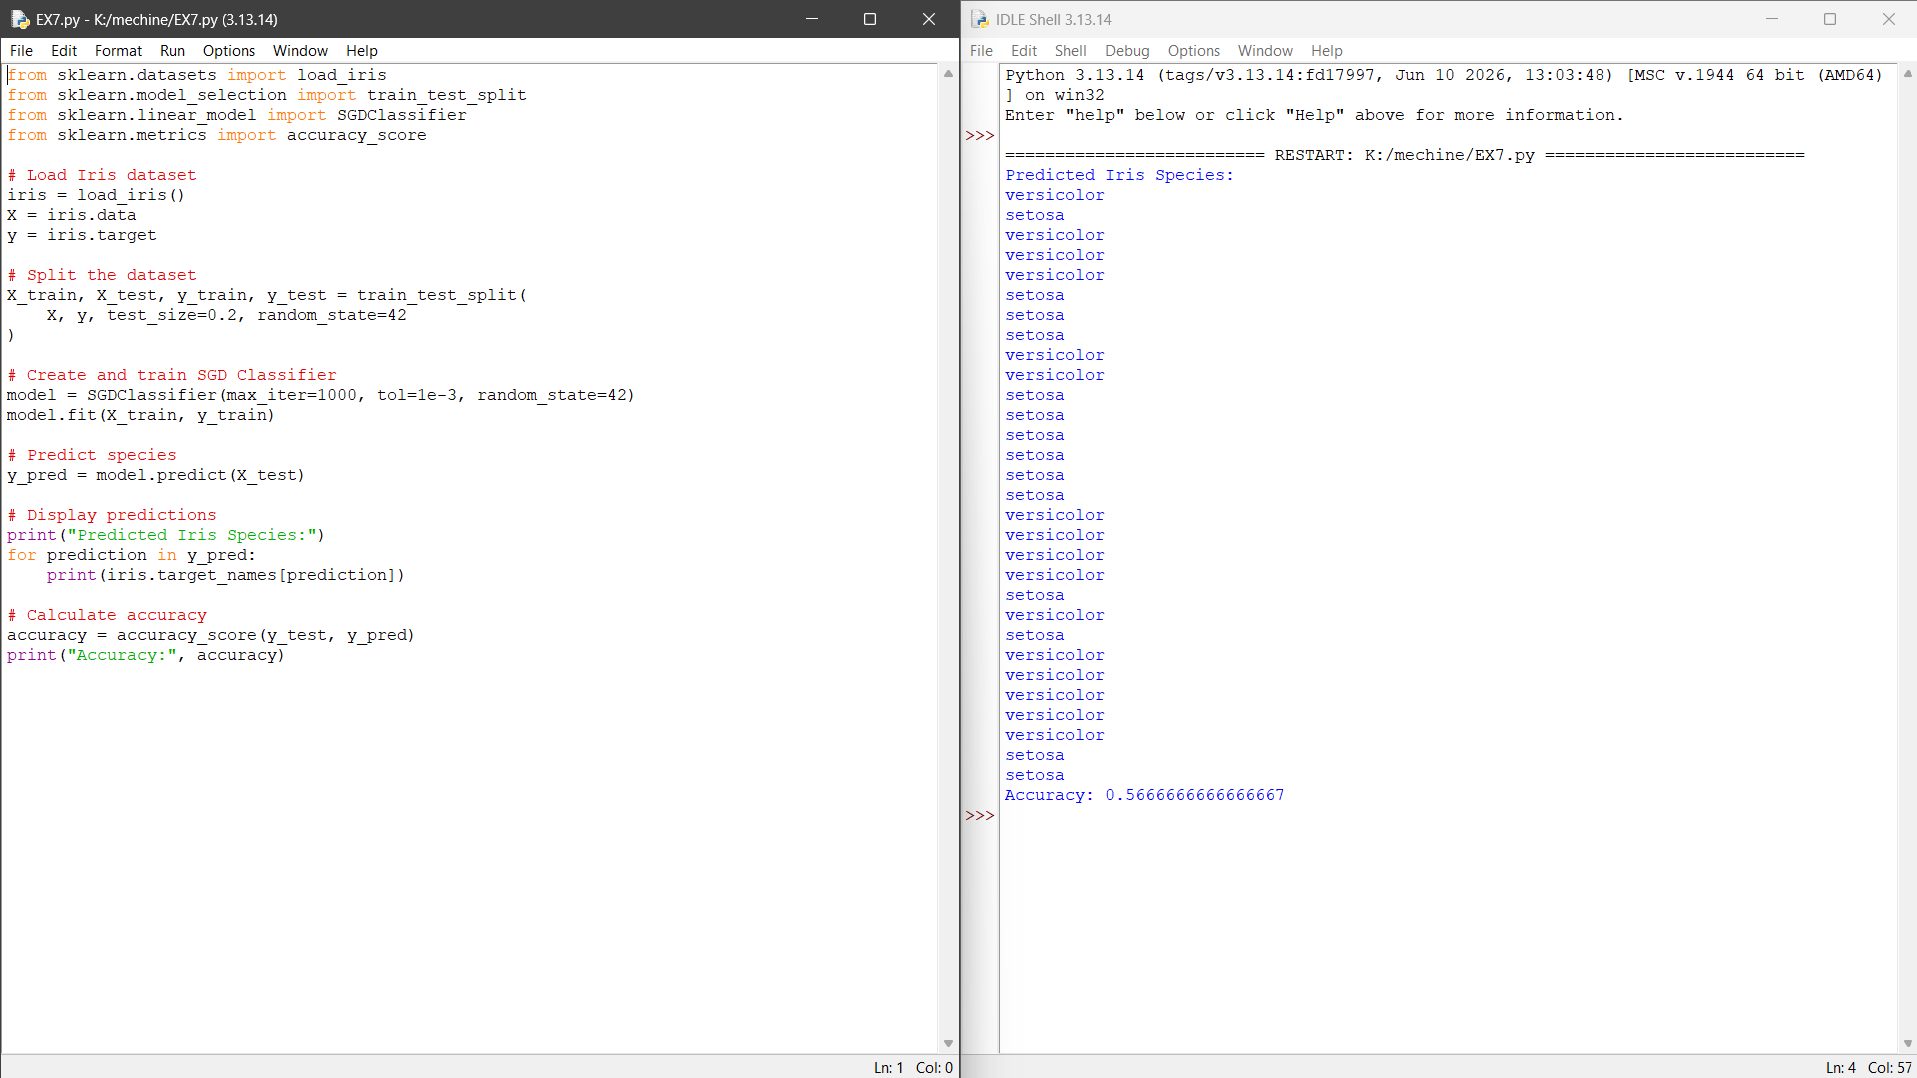 EX7.py - K:/mechine/EX7.py (3.13.14)
File Edit Format Run Options Window Help
from sklearn.datasets import load_iris
from sklearn.model_selection import train_test_split
from sklearn.linear_model import SGDClassifier
from sklearn.metrics import accuracy_score

# Load Iris dataset
iris = load_iris()
X = iris.data
y = iris.target

# Split the dataset
X_train, X_test, y_train, y_test = train_test_split(
    X, y, test_size=0.2, random_state=42
)

# Create and train SGD Classifier
model = SGDClassifier(max_iter=1000, tol=1e-3, random_state=42)
model.fit(X_train, y_train)

# Predict species
y_pred = model.predict(X_test)

# Display predictions
print("Predicted Iris Species:")
for prediction in y_pred:
    print(iris.target_names[prediction])

# Calculate accuracy
accuracy = accuracy_score(y_test, y_pred)
print("Accuracy:", accuracy)
Ln: 1 Col: 0
IDLE Shell 3.13.14
File Edit Shell Debug Options Window Help
Python 3.13.14 (tags/v3.13.14:fd17997, Jun 10 2026, 13:03:48) [MSC v.1944 64 bit (AMD64)
] on win32
Enter "help" below or click "Help" above for more information.
>>>
========================== RESTART: K:/mechine/EX7.py ==========================
Predicted Iris Species:
versicolor
setosa
versicolor
versicolor
versicolor
setosa
setosa
setosa
versicolor
versicolor
setosa
setosa
setosa
setosa
setosa
setosa
versicolor
versicolor
versicolor
versicolor
setosa
versicolor
setosa
versicolor
versicolor
versicolor
versicolor
versicolor
setosa
setosa
Accuracy: 0.5666666666666667
>>>
Ln: 4 Col: 57